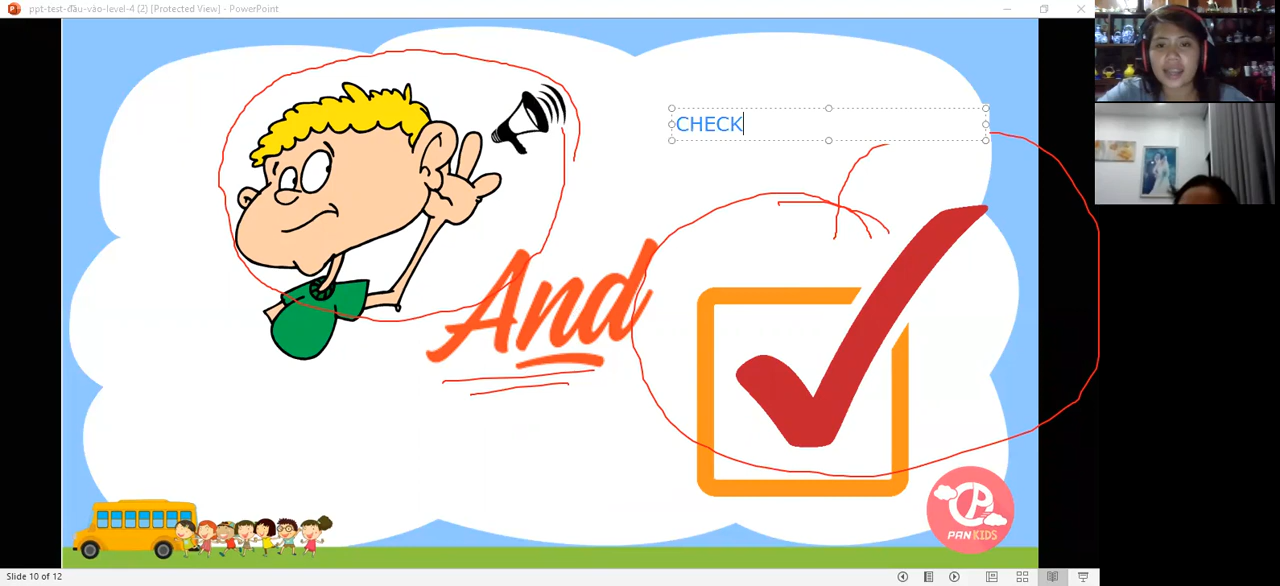 ppt-test-đầu-vào-level-4 (2) [Protected View] - PowerPoint
CHECK
And
PAN KIDS
Slide 10 of 12